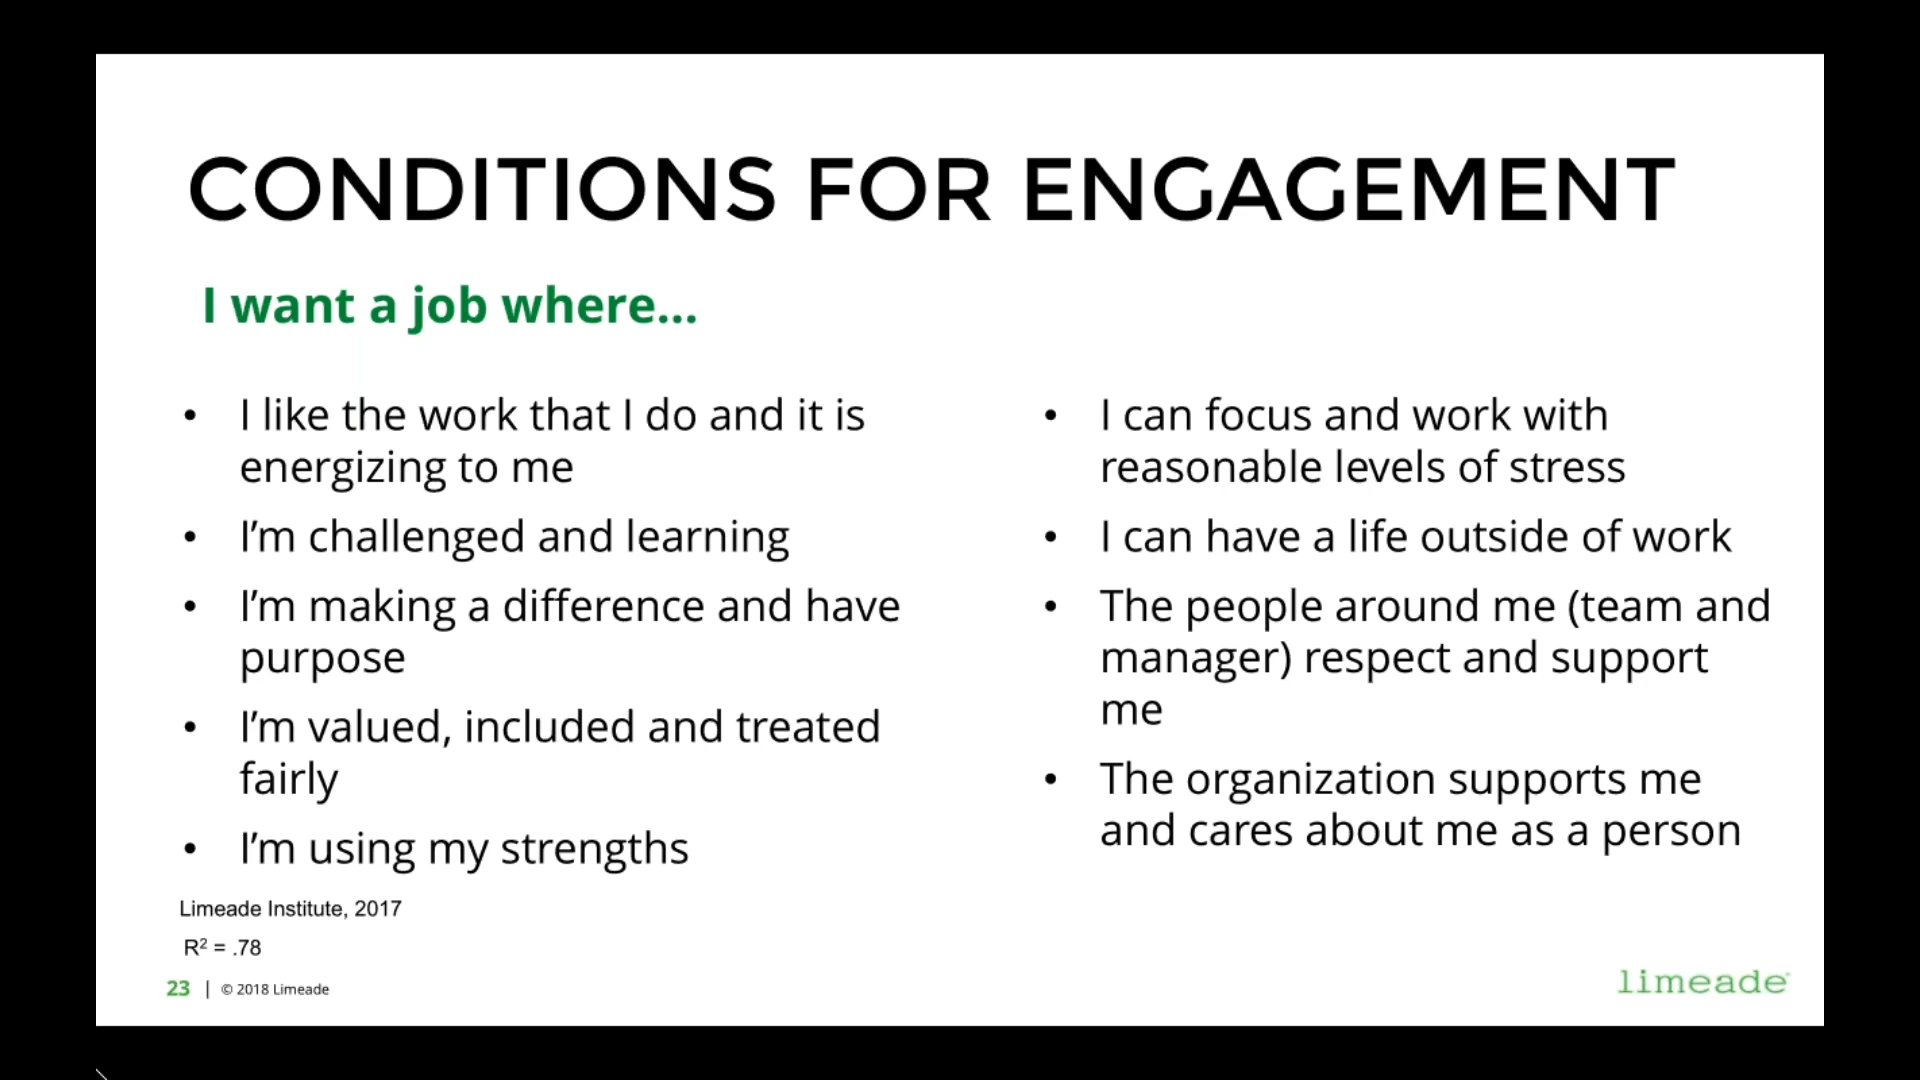 CONDITIONS FOR ENGAGEMENT
I want a job where...
• I like the work that I do and it is
energizing to me
• I’m challenged and learning
• I’m making a difference and have
purpose
• I’m valued, included and treated
fairly
• I’m using my strengths
• I can focus and work with
reasonable levels of stress
• I can have a life outside of work
• The people around me (team and
manager) respect and support
me
• The organization supports me
and cares about me as a person
Limeade Institute, 2017
R² = .78
23 | © 2018 Limeade
limeade